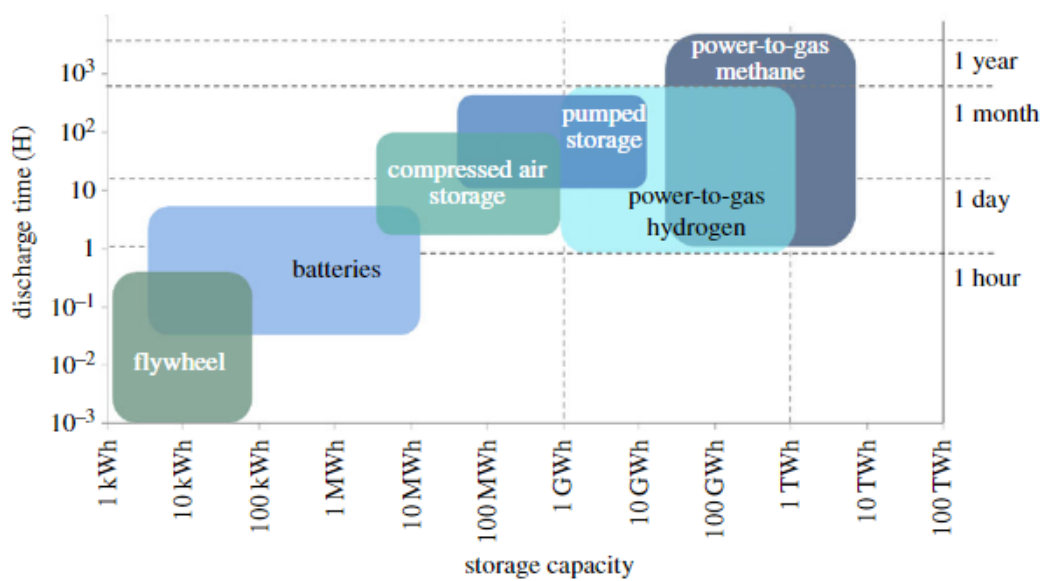 discharge time (H)
10³
10²
10
1
10⁻¹
10⁻²
10⁻³
power-to-gas
methane
pumped
storage
compressed air
storage
power-to-gas
hydrogen
batteries
flywheel
1 year
1 month
1 day
1 hour
1 kWh
10 kWh
100 kWh
1 MWh
10 MWh
100 MWh
1 GWh
10 GWh
100 GWh
1 TWh
10 TWh
100 TWh
storage capacity